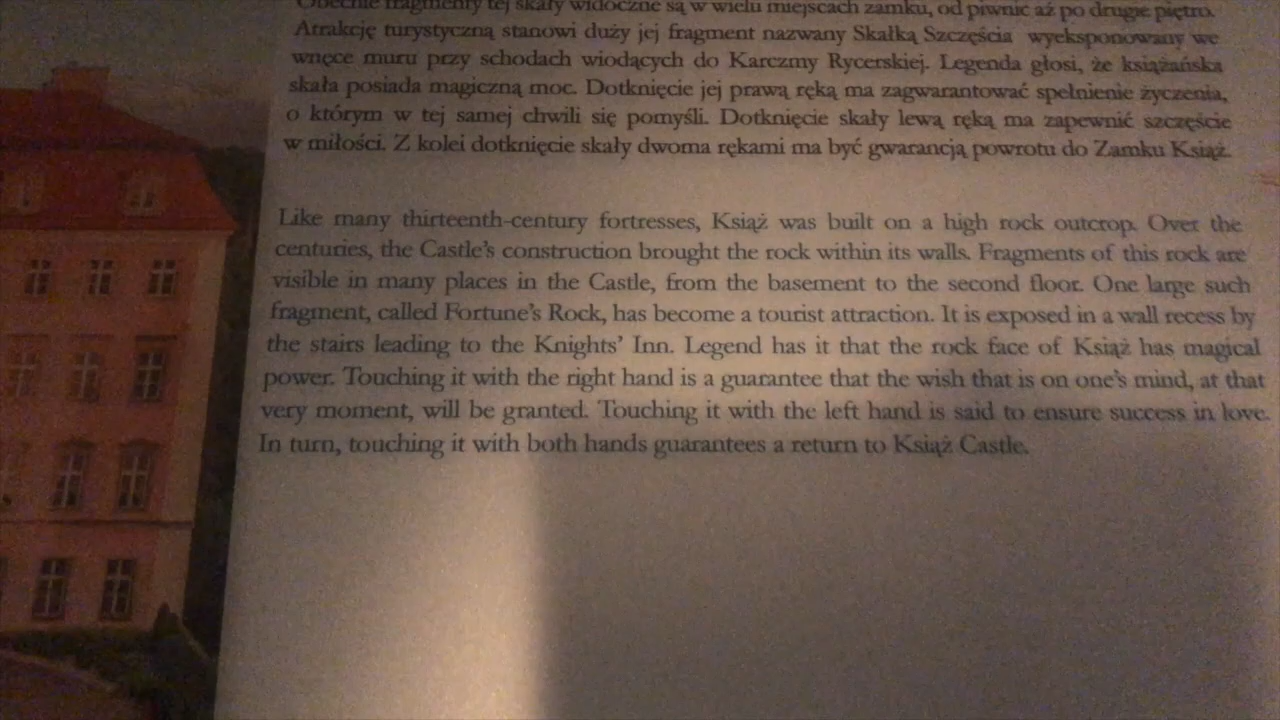 Obecnie fragmenty tej skały widoczne są w wielu miejscach zamku, od piwnic aż po drugie piętro.
Atrakcję turystyczną stanowi duży jej fragment nazwany Skałką Szczęścia wyeksponowany we
wnęce muru przy schodach wiodących do Karczmy Rycerskiej. Legenda głosi, że książańska
skała posiada magiczną moc. Dotknięcie jej prawą ręką ma zagwarantować spełnienie życzenia,
o którym w tej samej chwili się pomyśli. Dotknięcie skały lewą ręką ma zapewnić szczęście
w miłości. Z kolei dotknięcie skały dwoma rękami ma być gwarancją powrotu do Zamku Książ.
Like many thirteenth-century fortresses, Książ was built on a high rock outcrop. Over the
centuries, the Castle's construction brought the rock within its walls. Fragments of this rock are
visible in many places in the Castle, from the basement to the second floor. One large such
fragment, called Fortune's Rock, has become a tourist attraction. It is exposed in a wall recess by
the stairs leading to the Knights' Inn. Legend has it that the rock face of Książ has magical
power. Touching it with the right hand is a guarantee that the wish that is on one's mind, at that
very moment, will be granted. Touching it with the left hand is said to ensure success in love.
In turn, touching it with both hands guarantees a return to Książ Castle.